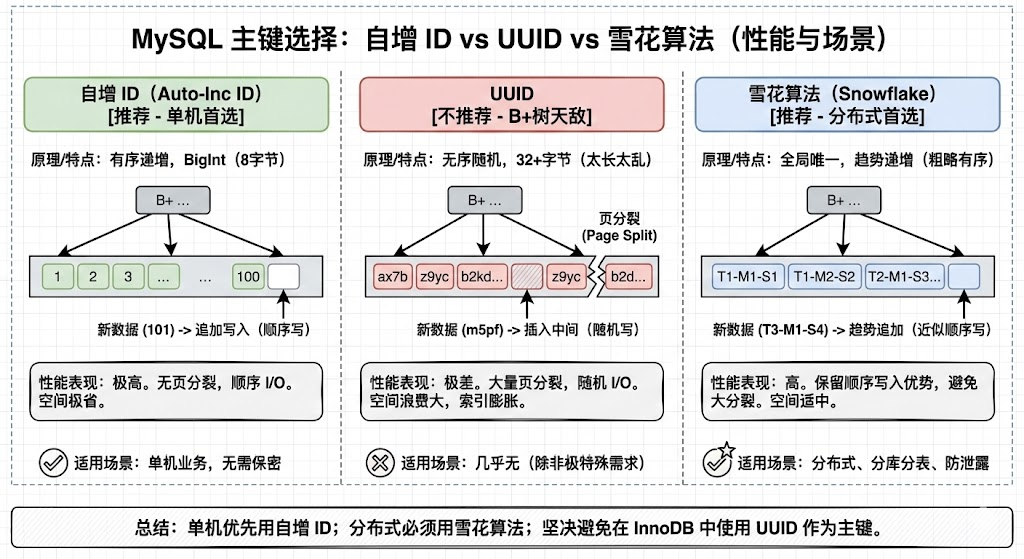 MySQL 主键选择：自增 ID vs UUID vs 雪花算法（性能与场景）
自增 ID（Auto-Inc ID）
[推荐 - 单机首选]
原理/特点：有序递增，BigInt（8字节）
B+ ...
1 2 3 ... ... 100
新数据 (101) -> 追加写入（顺序写）
性能表现：极高。无页分裂，顺序 I/O。
空间极省。
适用场景：单机业务，无需保密
UUID
[不推荐 - B+树天敌]
原理/特点：无序随机，32+字节（太长太乱）
B+ ...
页分裂
(Page Split)
ax7b z9yc b2kd... z9yc b2d...
新数据 (m5pf) -> 插入中间（随机写）
性能表现：极差。大量页分裂，随机 I/O。
空间浪费大，索引膨胀。
适用场景：几乎无（除非极特殊需求）
雪花算法（Snowflake）
[推荐 - 分布式首选]
原理/特点：全局唯一，趋势递增（粗略有序）
B+ ...
T1-M1-S1 T1-M2-S2 T2-M1-S3...
新数据 (T3-M1-S4) -> 趋势追加（近似顺序写）
性能表现：高。保留顺序写入优势，避免
大分裂。空间适中。
适用场景：分布式、分库分表、防泄露
总结：单机优先用自增 ID；分布式必须用雪花算法；坚决避免在 InnoDB 中使用 UUID 作为主键。